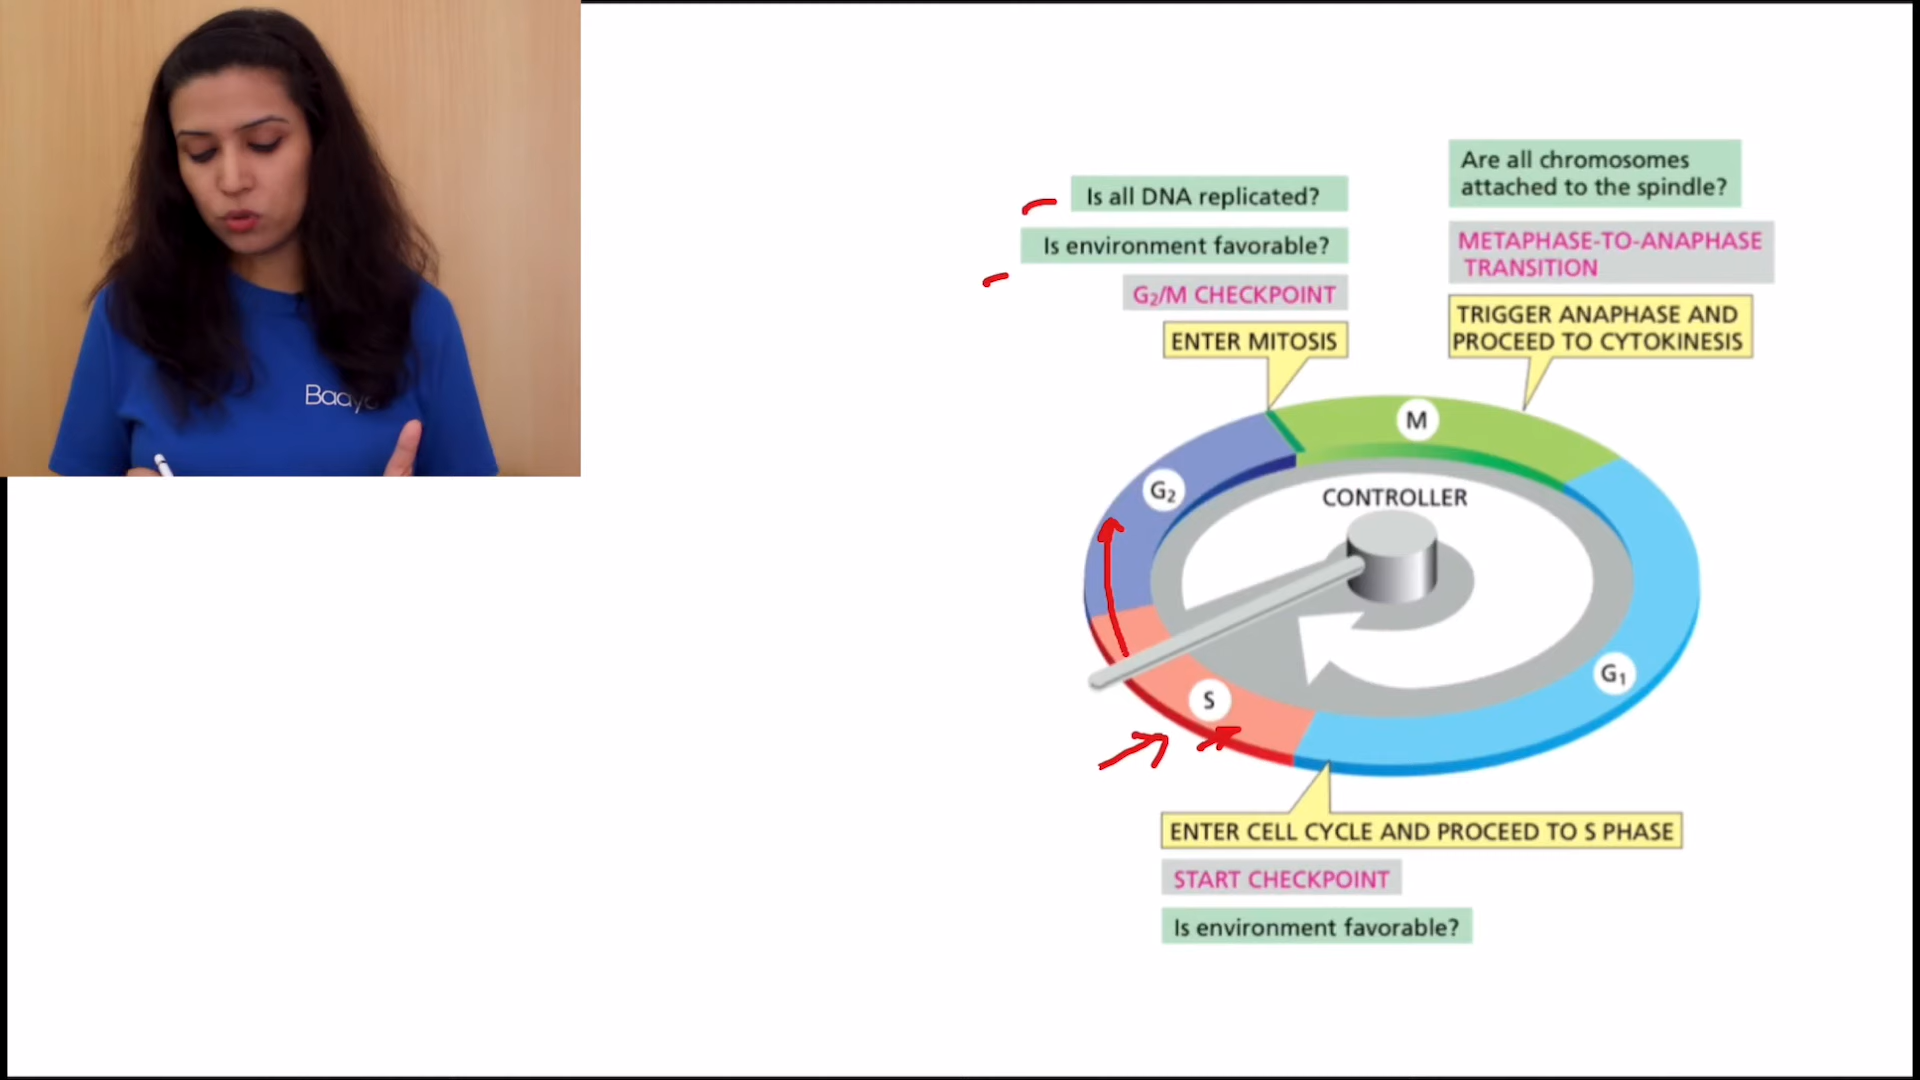 Is all DNA replicated?
Is environment favorable?
G₂/M CHECKPOINT
ENTER MITOSIS
Are all chromosomes
attached to the spindle?
METAPHASE-TO-ANAPHASE
TRANSITION
TRIGGER ANAPHASE AND
PROCEED TO CYTOKINESIS
M
G₂
CONTROLLER
G₁
S
ENTER CELL CYCLE AND PROCEED TO S PHASE
START CHECKPOINT
Is environment favorable?